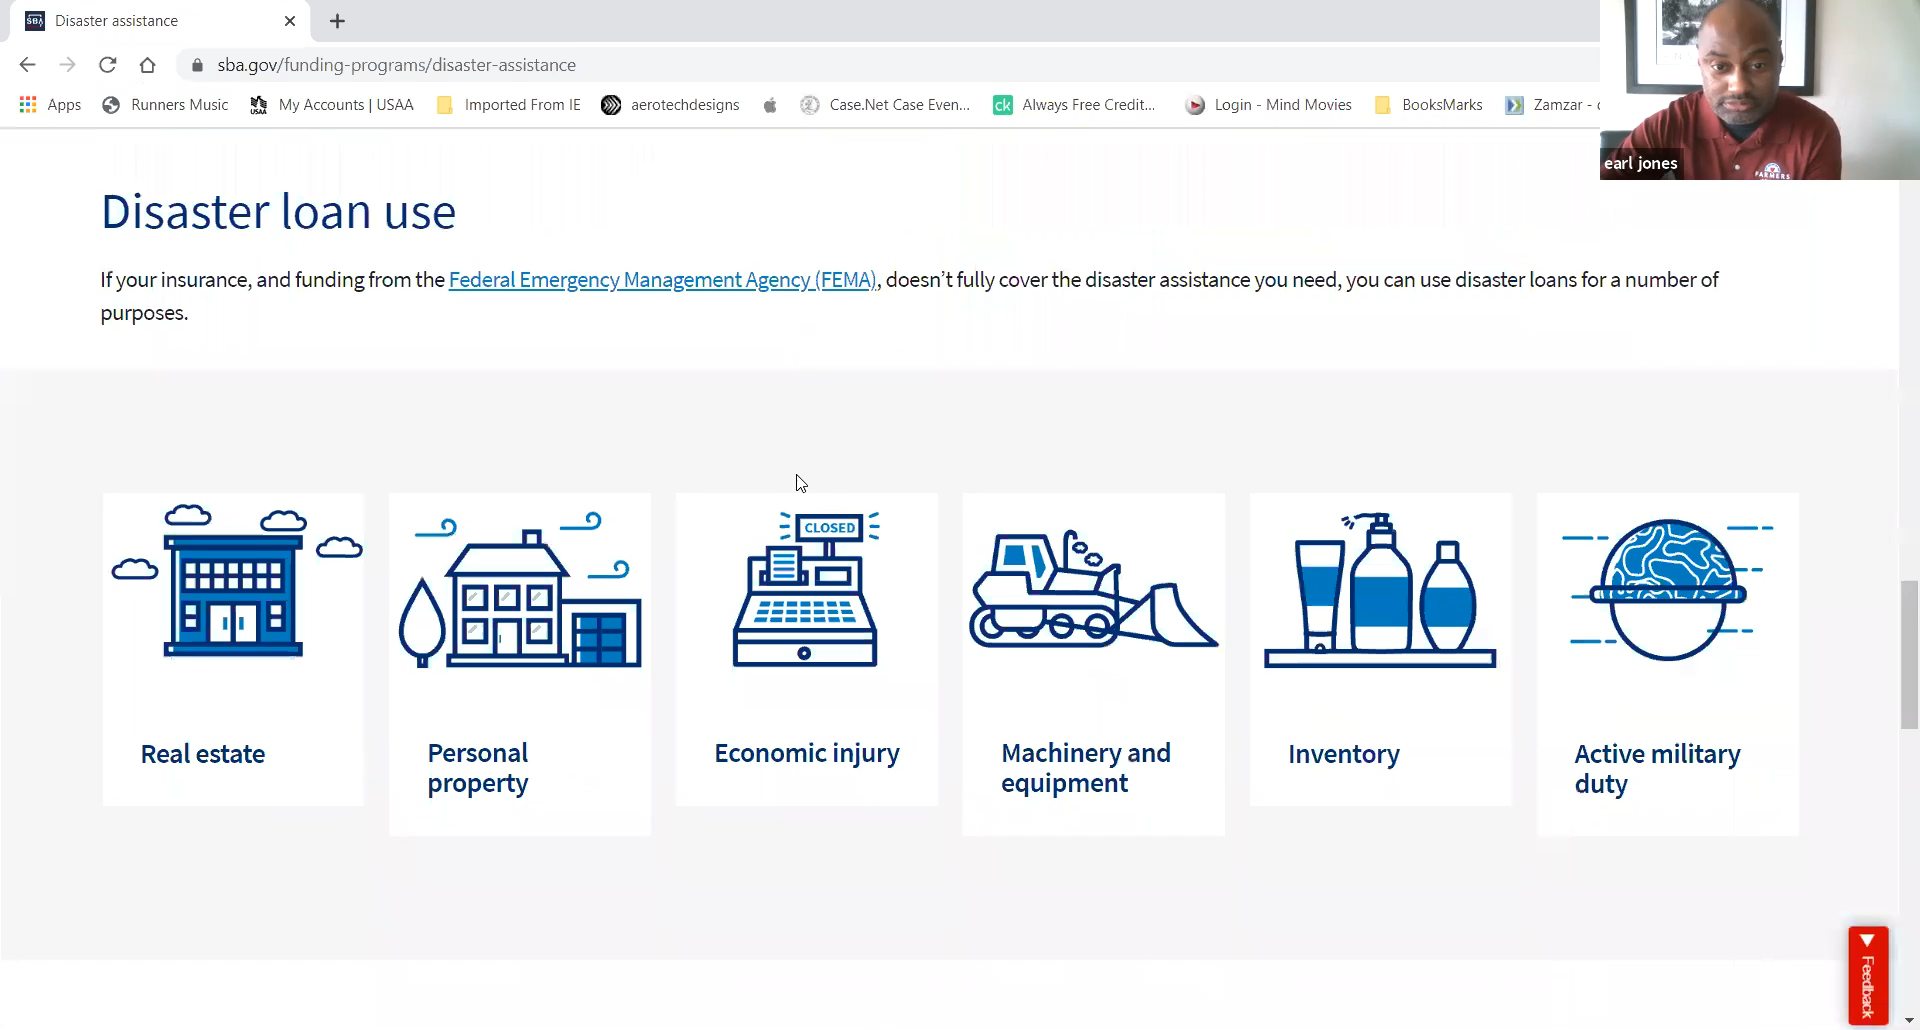 SBA
Disaster assistance
sba.gov/funding-programs/disaster-assistance
Apps
Runners Music
USAA
My Accounts | USAA
Imported From IE
aerotechdesigns
Case.Net Case Even...
ck
Always Free Credit...
Login - Mind Movies
BooksMarks
Zamzar -
FARMERS
earl jones
Disaster loan use
If your insurance, and funding from the Federal Emergency Management Agency (FEMA), doesn’t fully cover the disaster assistance you need, you can use disaster loans for a number of
purposes.
CLOSED
Real estate
Personal
property
Economic injury
Machinery and
equipment
Inventory
Active military
duty
Feedback